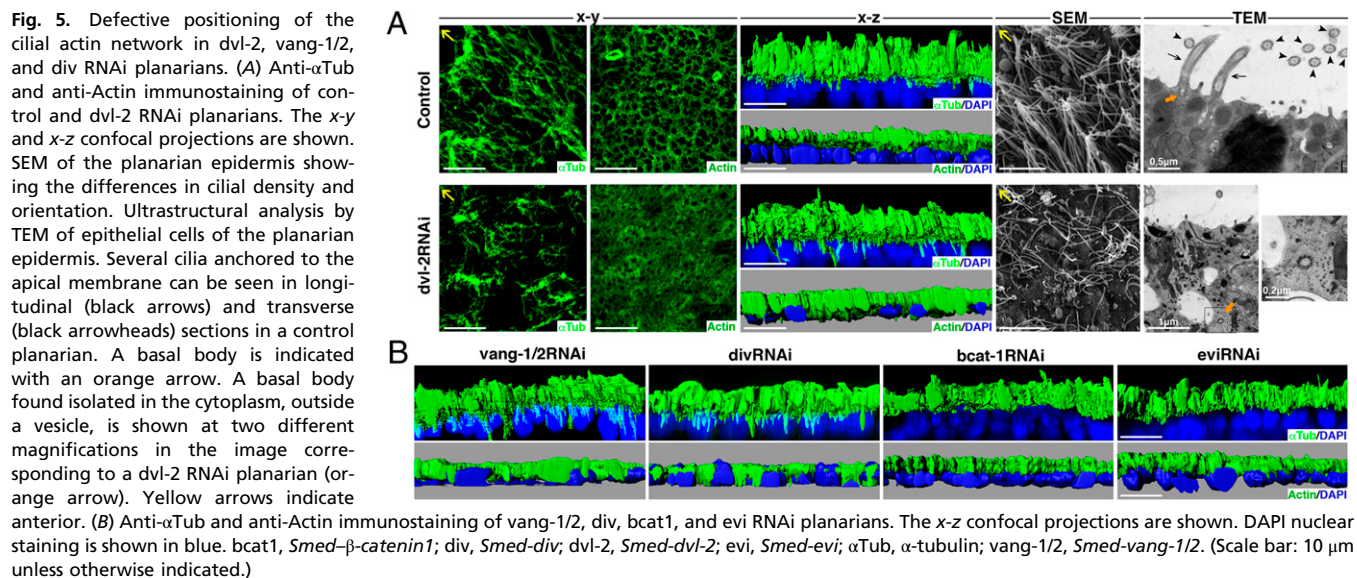 Fig. 5. Defective positioning of the
cilial actin network in dvl-2, vang-1/2,
and div RNAi planarians. (A) Anti-αTub
and anti-Actin immunostaining of con-
trol and dvl-2 RNAi planarians. The x-y
and x-z confocal projections are shown.
SEM of the planarian epidermis show-
ing the differences in cilial density and
orientation. Ultrastructural analysis by
TEM of epithelial cells of the planarian
epidermis. Several cilia anchored to the
apical membrane can be seen in longi-
tudinal (black arrows) and transverse
(black arrowheads) sections in a control
planarian. A basal body is indicated
with an orange arrow. A basal body
found isolated in the cytoplasm, outside
a vesicle, is shown at two different
magnifications in the image corre-
sponding to a dvl-2 RNAi planarian (or-
ange arrow). Yellow arrows indicate
anterior. (B) Anti-αTub and anti-Actin immunostaining of vang-1/2, div, bcat1, and evi RNAi planarians. The x-z confocal projections are shown. DAPI nuclear
staining is shown in blue. bcat1, Smed–β-catenin1; div, Smed-div; dvl-2, Smed-dvl-2; evi, Smed-evi; αTub, α-tubulin; vang-1/2, Smed-vang-1/2. (Scale bar: 10 μm
unless otherwise indicated.)
A
x-y
x-z
SEM
TEM
Control
αTub
Actin
αTub/DAPI
Actin/DAPI
0,5μm
dvl-2RNAi
αTub
Actin
αTub/DAPI
Actin/DAPI
1μm
0,2μm
B
vang-1/2RNAi
divRNAi
bcat-1RNAi
eviRNAi
αTub/DAPI
Actin/DAPI